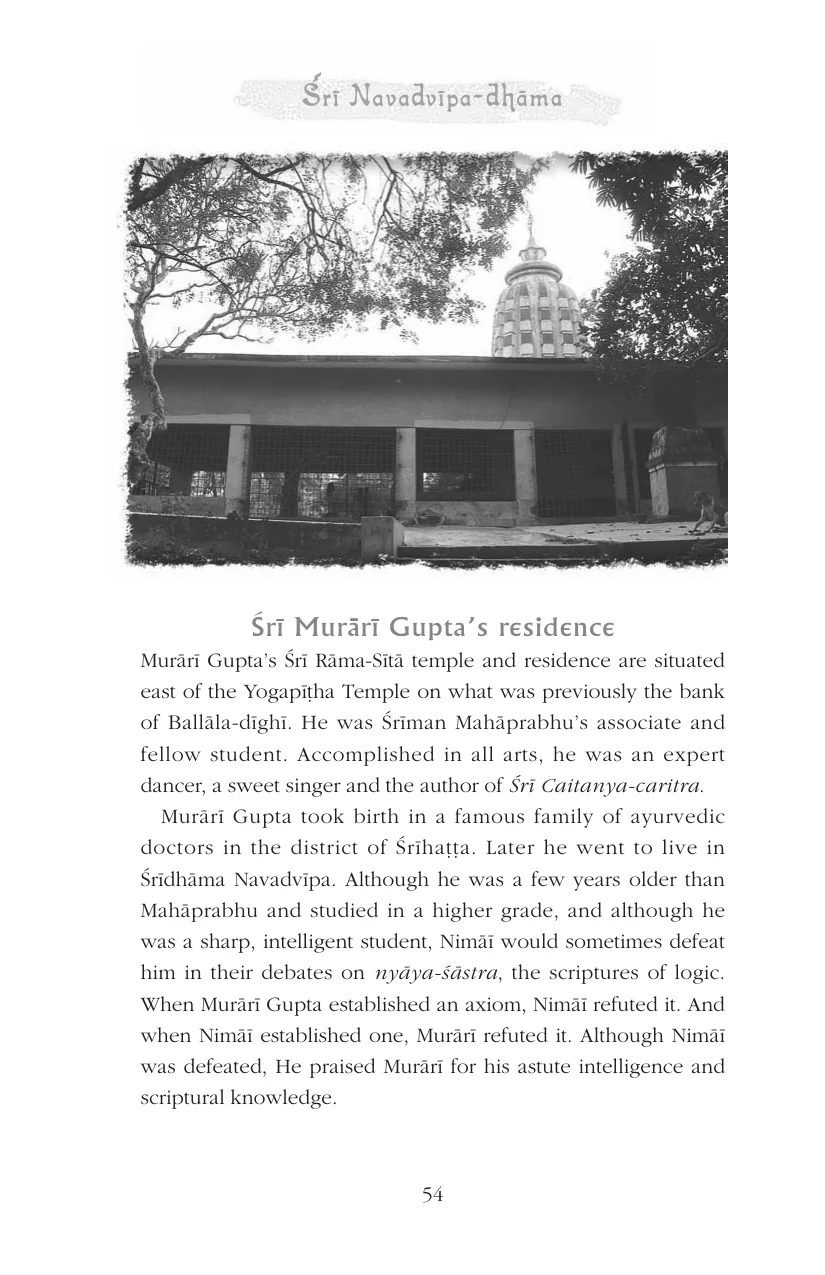 Śrī Navadvīpa-dhāma
Śrī Murārī Gupta’s residence
Murārī Gupta’s Śrī Rāma-Sītā temple and residence are situated
east of the Yogapīṭha Temple on what was previously the bank
of Ballāla-dīghī. He was Śrīman Mahāprabhu’s associate and
fellow student. Accomplished in all arts, he was an expert
dancer, a sweet singer and the author of Śrī Caitanya-caritra.
Murārī Gupta took birth in a famous family of ayurvedic
doctors in the district of Śrīhaṭṭa. Later he went to live in
Śrīdhāma Navadvīpa. Although he was a few years older than
Mahāprabhu and studied in a higher grade, and although he
was a sharp, intelligent student, Nimāī would sometimes defeat
him in their debates on nyāya-śāstra, the scriptures of logic.
When Murārī Gupta established an axiom, Nimāī refuted it. And
when Nimāī established one, Murārī refuted it. Although Nimāī
was defeated, He praised Murārī for his astute intelligence and
scriptural knowledge.
54